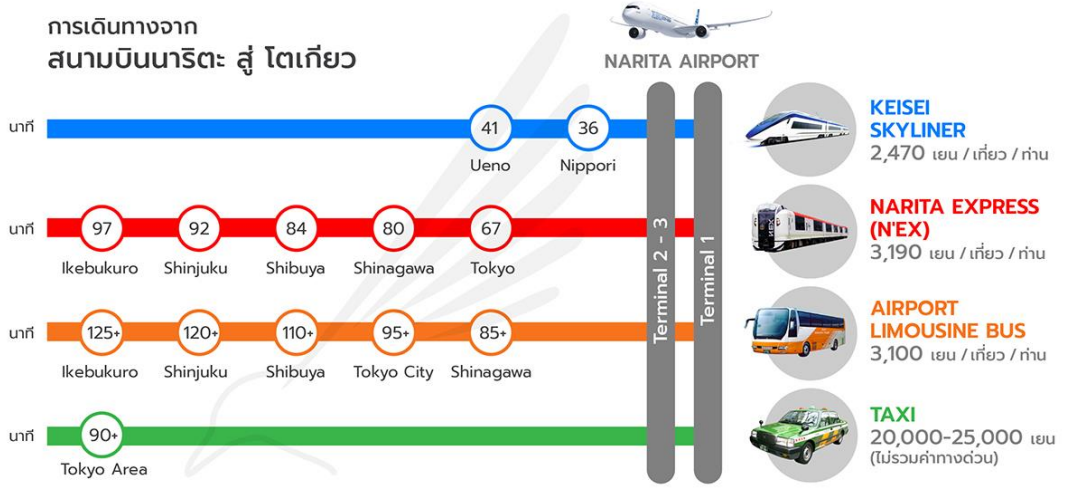 การเดินทางจาก
สนามบินนาริตะ สู่ โตเกียว
NARITA AIRPORT
Terminal 2 - 3
Terminal 1
นาที
41
36
Ueno
Nippori
KEISEI
SKYLINER
2,470 เยน / เที่ยว / ท่าน
นาที
97
92
84
80
67
Ikebukuro
Shinjuku
Shibuya
Shinagawa
Tokyo
NARITA EXPRESS
(N'EX)
3,190 เยน / เที่ยว / ท่าน
นาที
125+
120+
110+
95+
85+
Ikebukuro
Shinjuku
Shibuya
Tokyo City
Shinagawa
AIRPORT
LIMOUSINE BUS
3,100 เยน / เที่ยว / ท่าน
นาที
90+
Tokyo Area
TAXI
20,000-25,000 เยน
(ไม่รวมค่าทางด่วน)